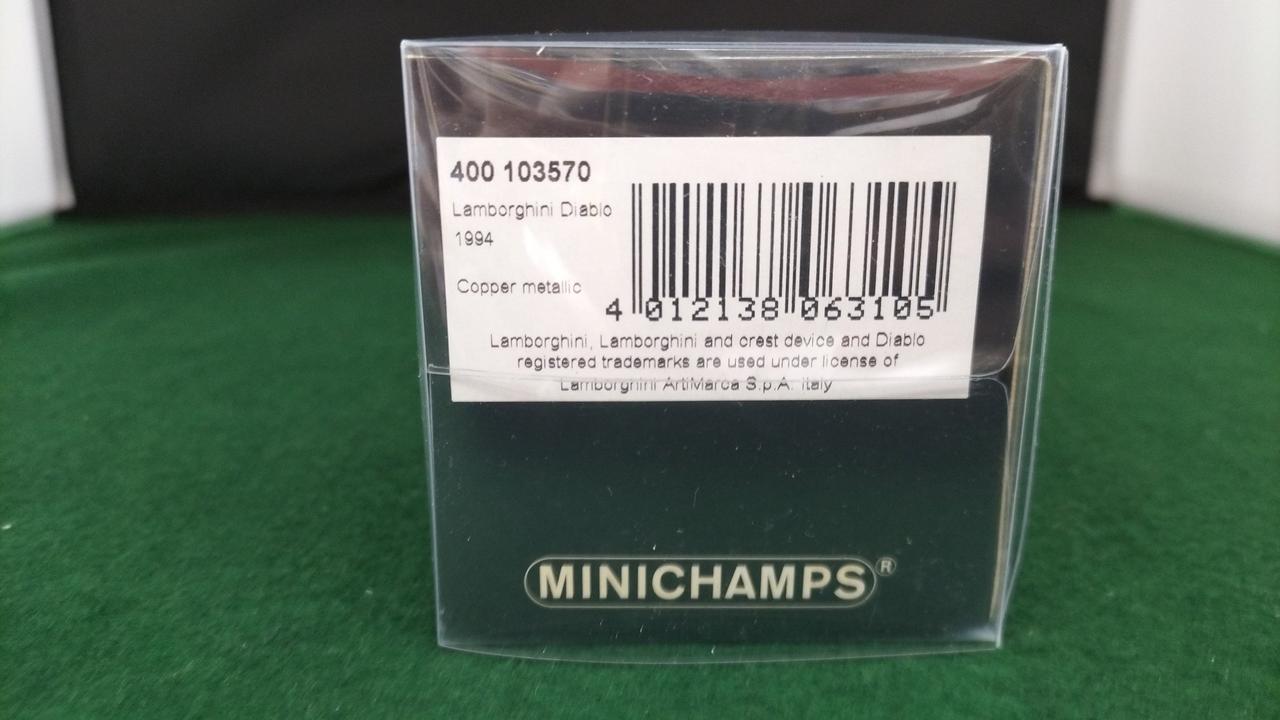 400 103570
Lamborghini Diablo
1994
Copper metallic
4 012138 063105
Lamborghini, Lamborghini and crest device and Diablo
registered trademarks are used under license of
Lamborghini ArtiMarca S.p.A. Italy
MINICHAMPS®